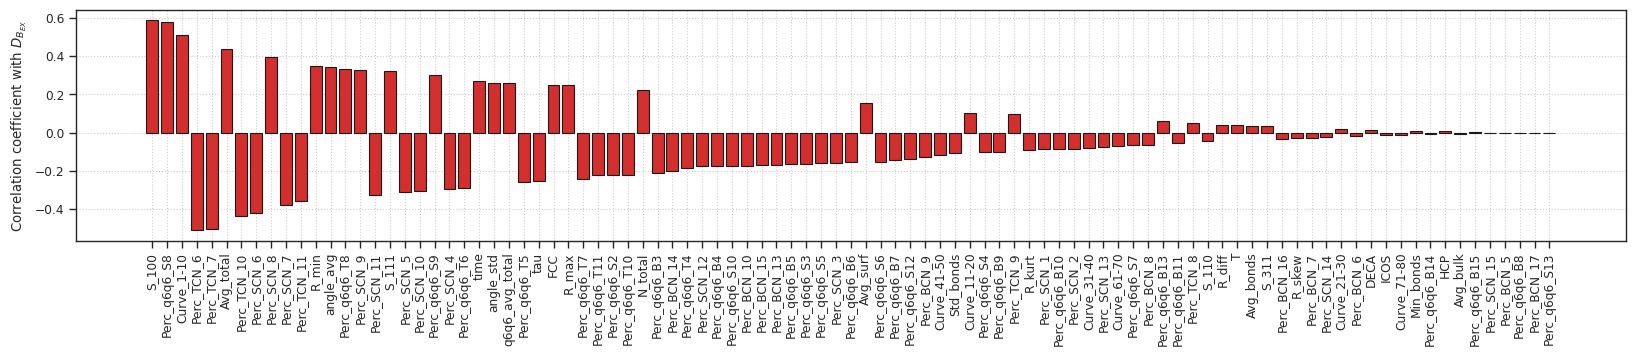 Correlation coefficient with D_{B_{EX}}
0.6
0.4
0.2
0.0
−0.2
−0.4
S_100
Perc_q6q6_S8
Curve_1-10
Perc_TCN_6
Perc_TCN_7
Avg_total
Perc_TCN_10
Perc_SCN_6
Perc_SCN_8
Perc_SCN_7
Perc_TCN_11
R_min
angle_avg
Perc_q6q6_T8
Perc_SCN_9
Perc_SCN_11
S_111
Perc_SCN_5
Perc_SCN_10
Perc_q6q6_S9
Perc_SCN_4
Perc_q6q6_T6
time
angle_std
q6q6_avg_total
Perc_q6q6_T5
tau
FCC
R_max
Perc_q6q6_T7
Perc_q6q6_T11
Perc_q6q6_S2
Perc_q6q6_T10
N_total
Perc_q6q6_B3
Perc_BCN_14
Perc_q6q6_T4
Perc_SCN_12
Perc_q6q6_B4
Perc_q6q6_S10
Perc_BCN_10
Perc_BCN_15
Perc_BCN_13
Perc_q6q6_B5
Perc_q6q6_S3
Perc_q6q6_S5
Perc_SCN_3
Perc_q6q6_B6
Avg_surf
Perc_q6q6_S6
Perc_q6q6_B7
Perc_q6q6_S12
Perc_BCN_9
Curve_41-50
Std_bonds
Curve_11-20
Perc_q6q6_S4
Perc_q6q6_B9
Perc_TCN_9
R_kurt
Perc_SCN_1
Perc_q6q6_B10
Perc_SCN_2
Curve_31-40
Perc_SCN_13
Curve_61-70
Perc_q6q6_S7
Perc_BCN_8
Perc_q6q6_B13
Perc_q6q6_B11
Perc_TCN_8
S_110
R_diff
T
Avg_bonds
S_311
Perc_BCN_16
R_skew
Perc_BCN_7
Perc_SCN_14
Curve_21-30
Perc_BCN_6
DECA
ICOS
Curve_71-80
Min_bonds
Perc_q6q6_B14
HCP
Avg_bulk
Perc_q6q6_B15
Perc_SCN_15
Perc_BCN_5
Perc_q6q6_B8
Perc_BCN_17
Perc_q6q6_S13